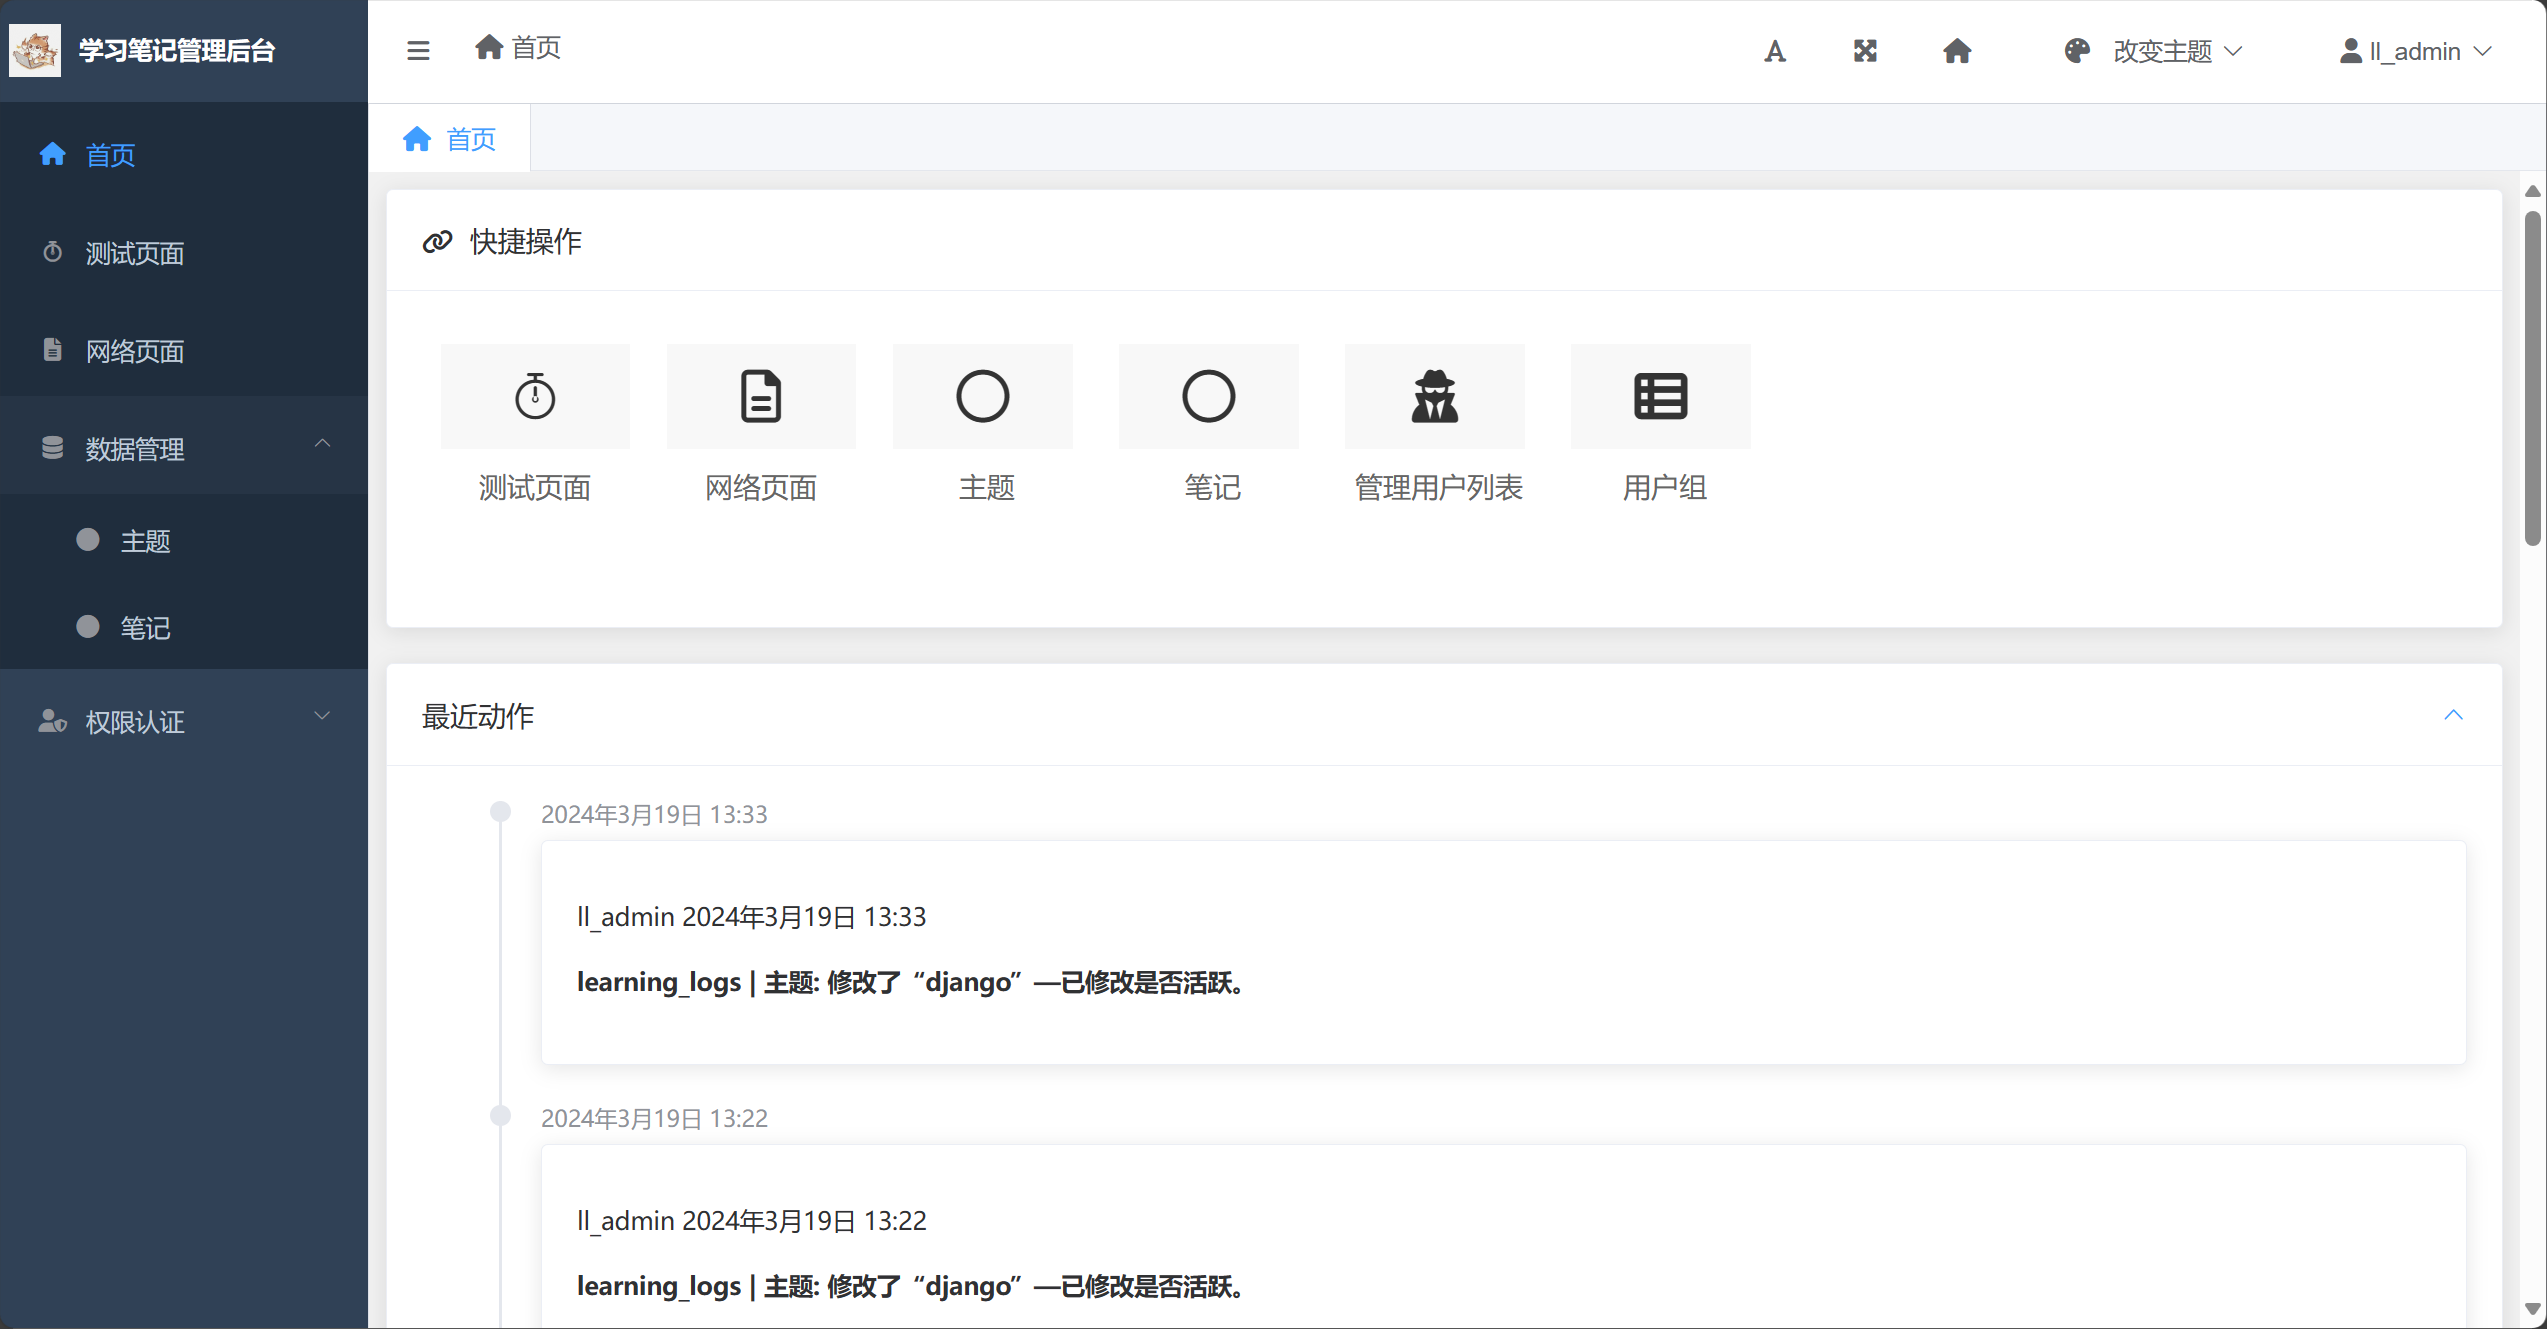 学习笔记管理后台
首页
改变主题
ll_admin
首页
首页
测试页面
网络页面
数据管理
主题
笔记
权限认证
快捷操作
测试页面
网络页面
主题
笔记
管理用户列表
用户组
最近动作
2024年3月19日 13:33
ll_admin 2024年3月19日 13:33
learning_logs | 主题: 修改了“django”—已修改是否活跃。
2024年3月19日 13:22
ll_admin 2024年3月19日 13:22
learning_logs | 主题: 修改了“django”—已修改是否活跃。